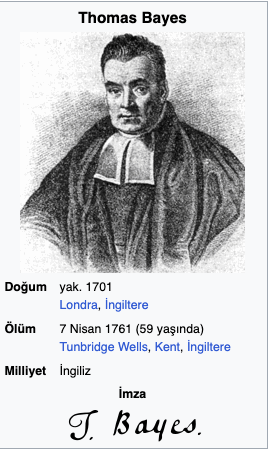 Thomas Bayes
Doğum yak. 1701
Londra, İngiltere
Ölüm 7 Nisan 1761 (59 yaşında)
Tunbridge Wells, Kent, İngiltere
Milliyet İngiliz
İmza
T. Bayes.